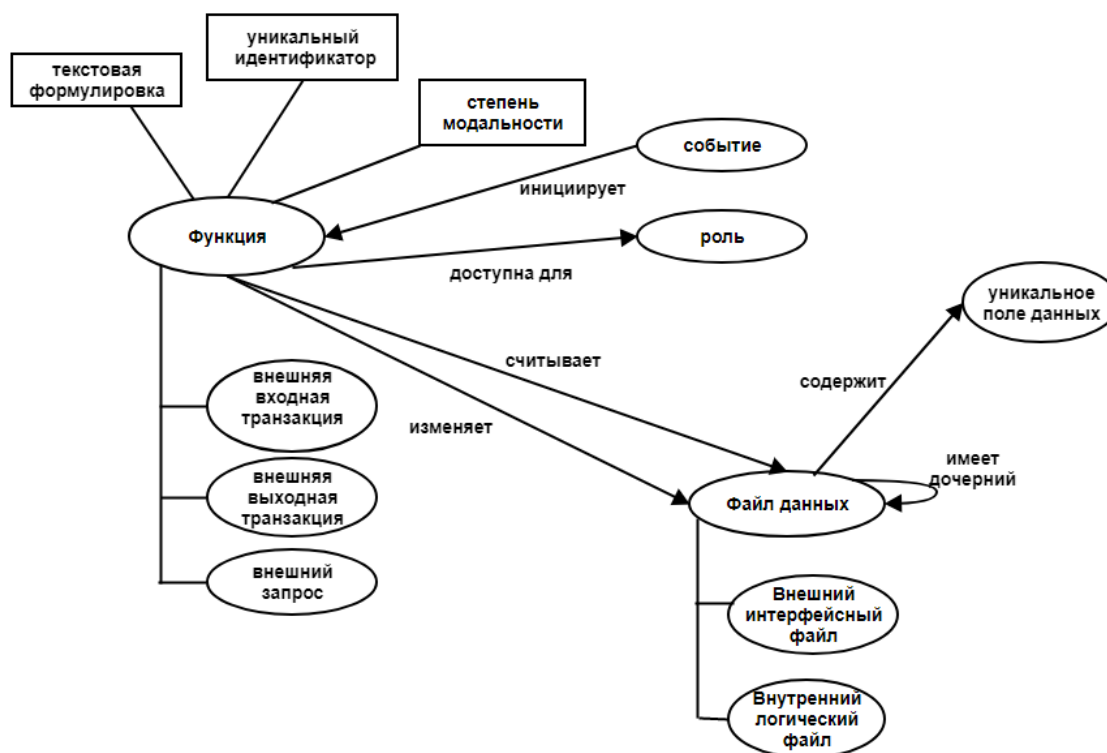 уникальный
идентификатор
текстовая
формулировка
степень
модальности
событие
инициирует
Функция
роль
доступна для
уникальное
поле данных
считывает
содержит
изменяет
внешняя
входная
транзакция
имеет
дочерний
внешняя
выходная
транзакция
Файл данных
внешний
запрос
Внешний
интерфейсный
файл
Внутренний
логический
файл